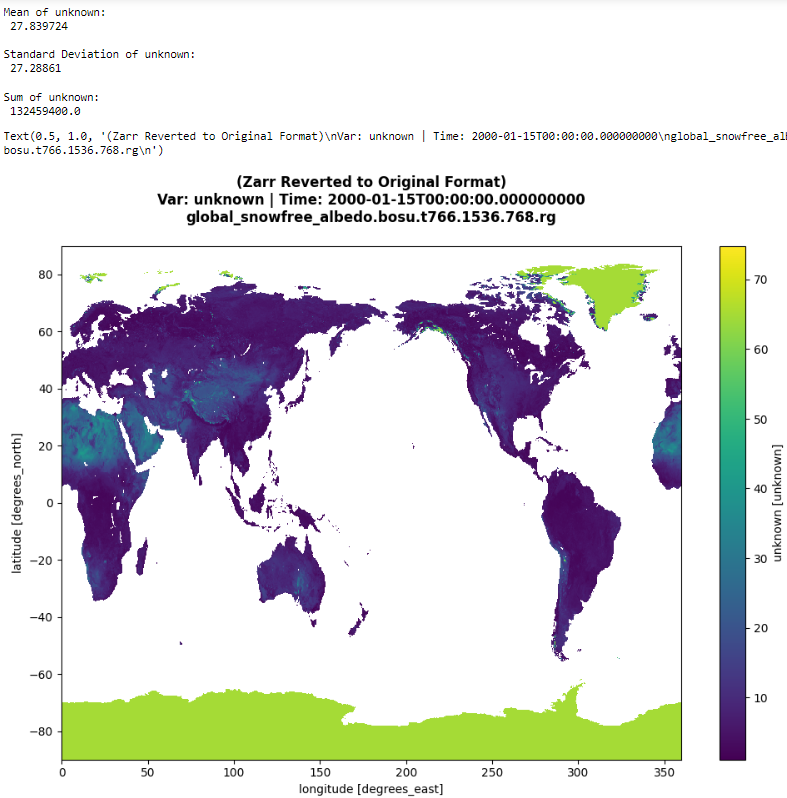 Mean of unknown:
27.839724
Standard Deviation of unknown:
27.28861
Sum of unknown:
132459400.0
Text(0.5, 1.0, '(Zarr Reverted to Original Format)\nVar: unknown | Time: 2000-01-15T00:00:00.000000000\nglobal_snowfree_al
bosu.t766.1536.768.rg\n')
(Zarr Reverted to Original Format)
Var: unknown | Time: 2000-01-15T00:00:00.000000000
global_snowfree_albedo.bosu.t766.1536.768.rg
80
60
40
20
0
−20
−40
−60
−80
latitude [degrees_north]
0 50 100 150 200 250 300 350
longitude [degrees_east]
70
60
50
40
30
20
10
unknown [unknown]